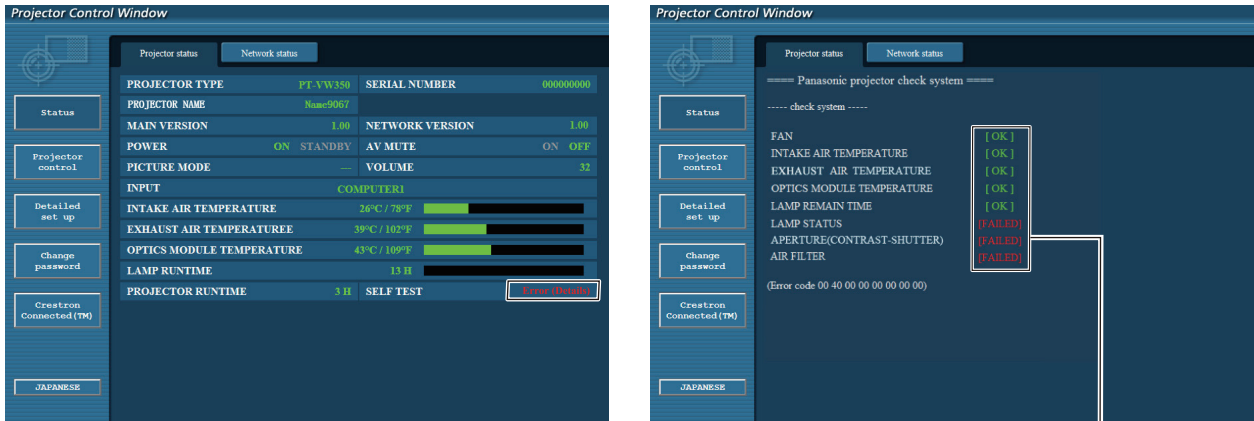 Projector Control Window
Projector status Network status
Status
Projector
control
Detailed
set up
Change
password
Crestron
Connected(TM)
JAPANESE
PROJECTOR TYPE PT-VW350 SERIAL NUMBER 000000000
PROJECTOR NAME Name9067
MAIN VERSION 1.00 NETWORK VERSION 1.00
POWER ON STANDBY AV MUTE ON OFF
PICTURE MODE — VOLUME 32
INPUT COMPUTER1
INTAKE AIR TEMPERATURE 26°C / 78°F
EXHAUST AIR TEMPERATUREE 39°C / 102°F
OPTICS MODULE TEMPERATURE 43°C / 109°F
LAMP RUNTIME 13 H
PROJECTOR RUNTIME 3 H SELF TEST Error (Details)
Projector Control Window
Projector status Network status
Status
Projector
control
Detailed
set up
Change
password
Crestron
Connected(TM)
JAPANESE
==== Panasonic projector check system ====
----- check system -----
FAN [ OK ]
INTAKE AIR TEMPERATURE [ OK ]
EXHAUST AIR TEMPERATURE [ OK ]
OPTICS MODULE TEMPERATURE [ OK ]
LAMP REMAIN TIME [ OK ]
LAMP STATUS [FAILED]
APERTURE(CONTRAST-SHUTTER) [FAILED]
AIR FILTER [FAILED]
(Error code 00 40 00 00 00 00 00 00)